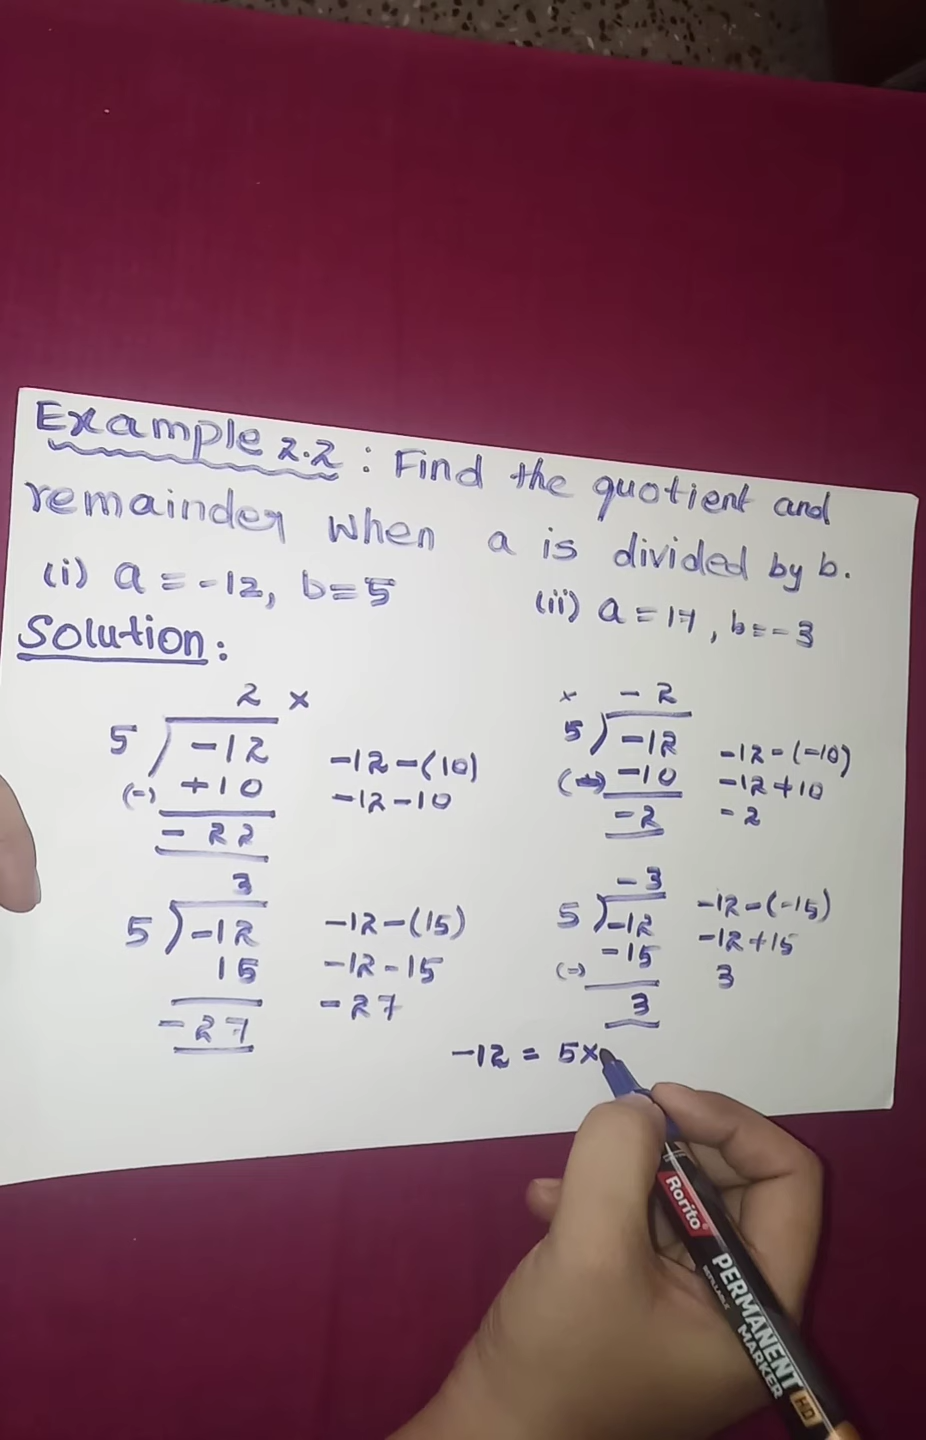 Example 2.2 : Find the quotient and
remainder when a is divided by b.
(i) a = -12, b = 5
(ii) a = 17, b = -3
Solution :
2 x
5 ) -12
(-) +10
- 22
-12-(10)
-12-10
x - 2
5 ) -12
-10
-2
-12-(-10)
-12+10
-2
3
5 ) -12
15
-27
-12-(15)
-12-15
-27
-3
5 ) -12
(-) -15
3
-12-(-15)
-12+15
3
-12 = 5x
Rorito
PERMANENT
MARKER
REFILLABLE
HD